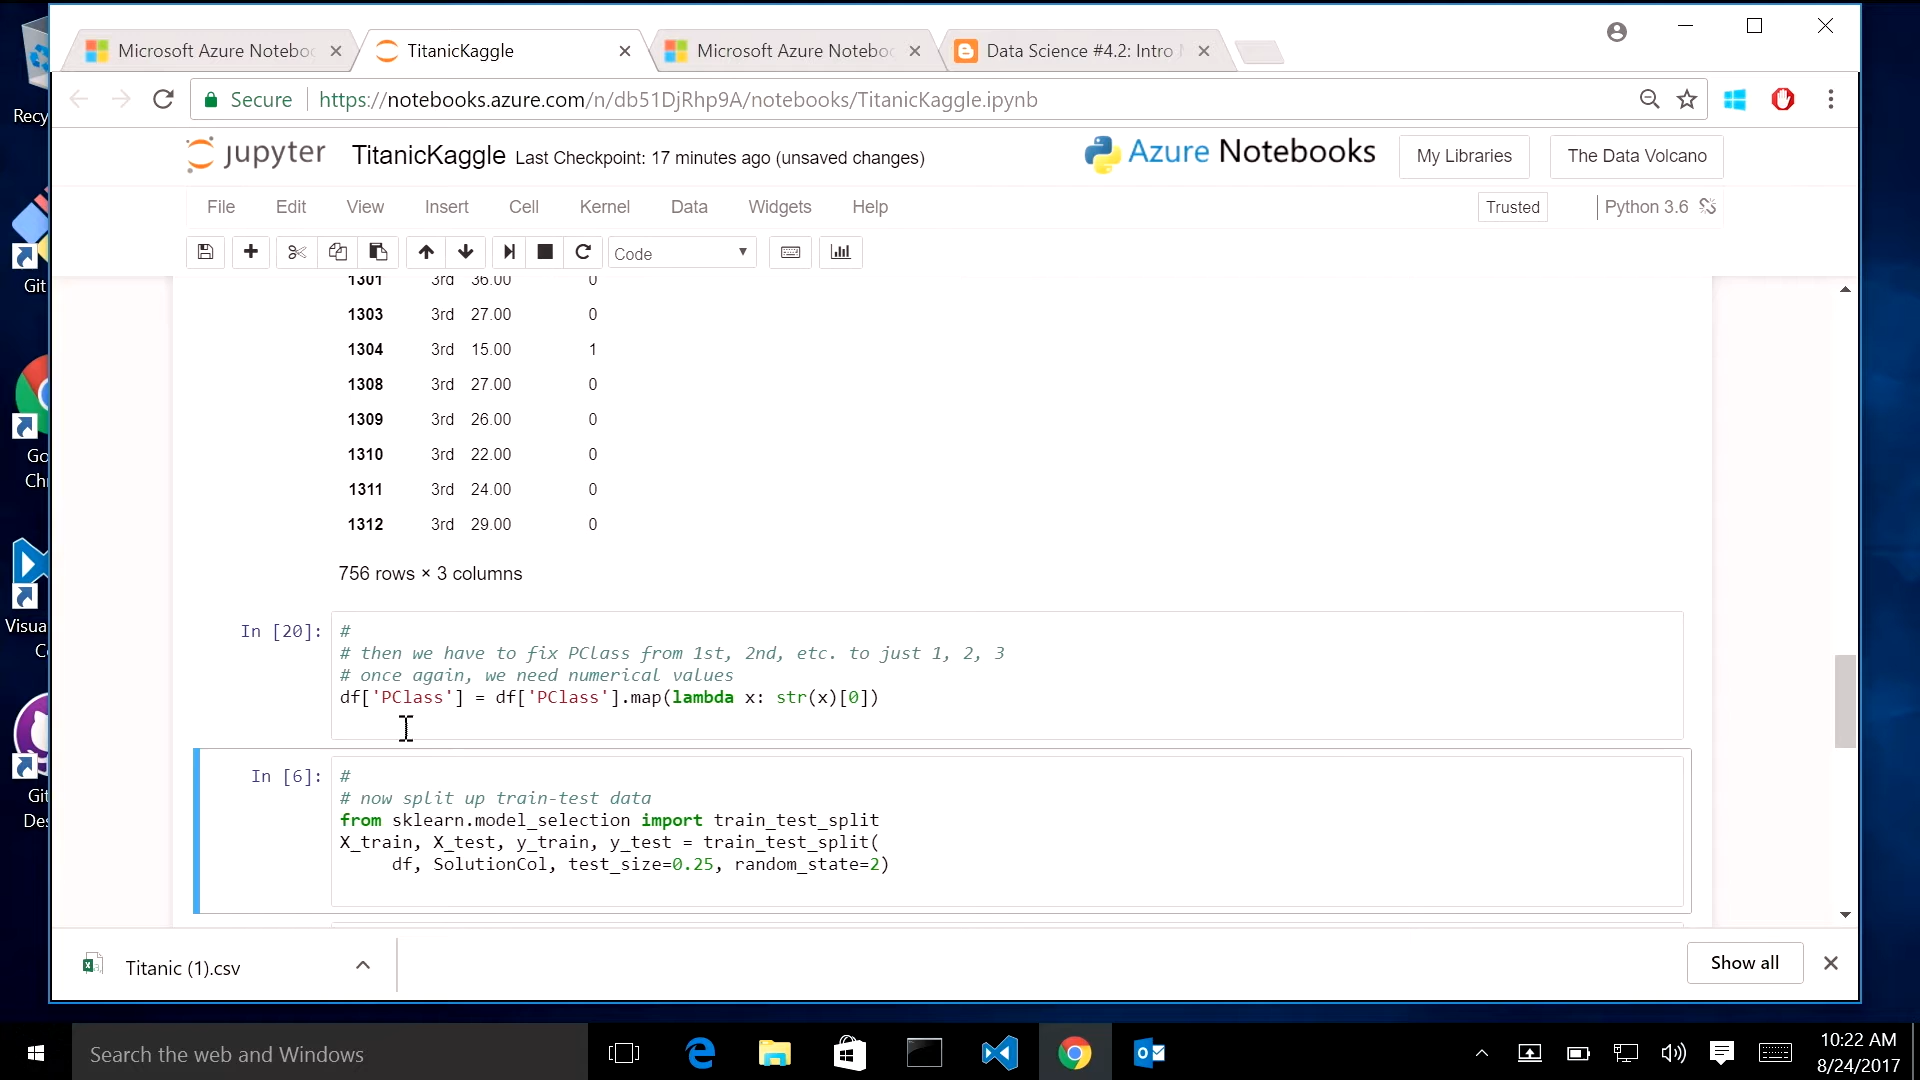 Microsoft Azure Noteboo
TitanicKaggle
Microsoft Azure Noteboo
Data Science #4.2: Intro
Secure
https://notebooks.azure.com/n/db51DjRhp9A/notebooks/TitanicKaggle.ipynb
jupyter
TitanicKaggle Last Checkpoint: 17 minutes ago (unsaved changes)
Azure Notebooks
My Libraries
The Data Volcano
File Edit View Insert Cell Kernel Data Widgets Help
Trusted
Python 3.6
Code
1301 3rd 36.00 0
1303 3rd 27.00 0
1304 3rd 15.00 1
1308 3rd 27.00 0
1309 3rd 26.00 0
1310 3rd 22.00 0
1311 3rd 24.00 0
1312 3rd 29.00 0
756 rows × 3 columns
In [20]:
#
# then we have to fix PClass from 1st, 2nd, etc. to just 1, 2, 3
# once again, we need numerical values
df['PClass'] = df['PClass'].map(lambda x: str(x)[0])
In [6]:
#
# now split up train-test data
from sklearn.model_selection import train_test_split
X_train, X_test, y_train, y_test = train_test_split(
df, SolutionCol, test_size=0.25, random_state=2)
Titanic (1).csv
Show all
Recy
Git
Go
Chr
Visua
Co
Git
Des
Search the web and Windows
10:22 AM
8/24/2017